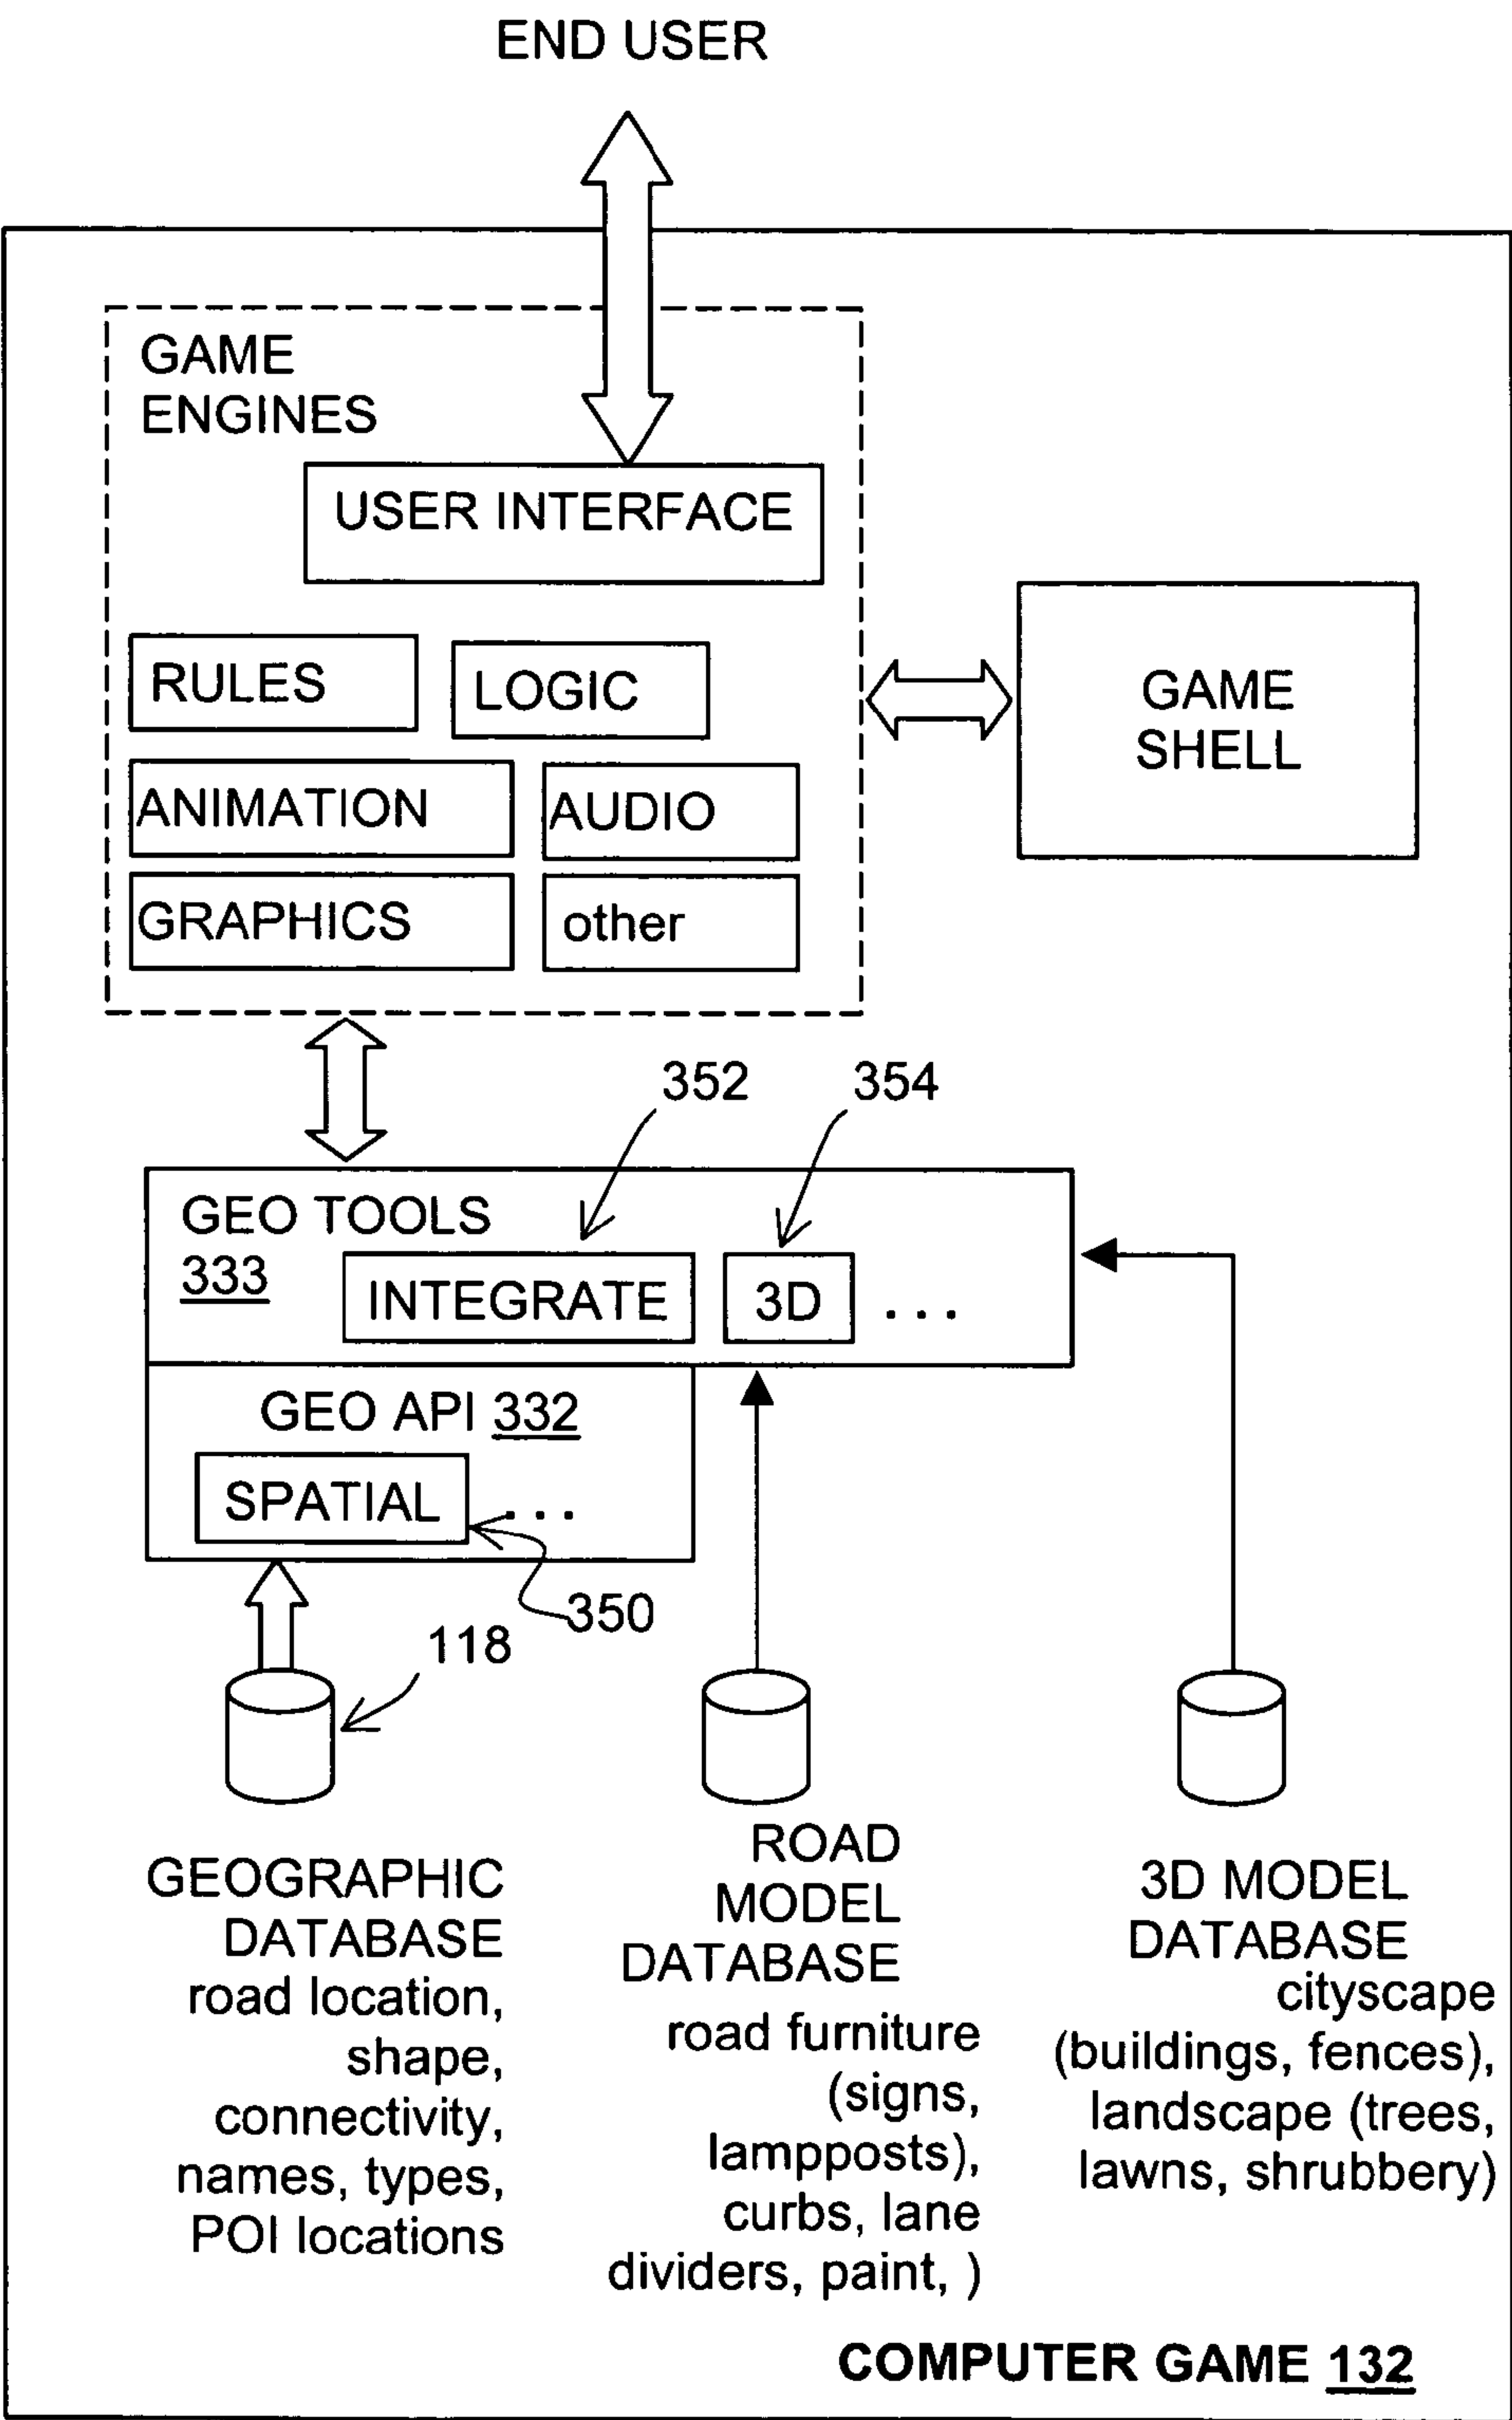 END USER
GAME
ENGINES
USER INTERFACE
RULES
LOGIC
GAME
SHELL
ANIMATION
AUDIO
GRAPHICS
other
352
354
GEO TOOLS
333
INTEGRATE
3D
...
GEO API 332
SPATIAL
...
350
118
GEOGRAPHIC
DATABASE
road location,
shape,
connectivity,
names, types,
POI locations
ROAD
MODEL
DATABASE
road furniture
(signs,
lampposts),
curbs, lane
dividers, paint, )
3D MODEL
DATABASE
cityscape
(buildings, fences),
landscape (trees,
lawns, shrubbery)
COMPUTER GAME 132